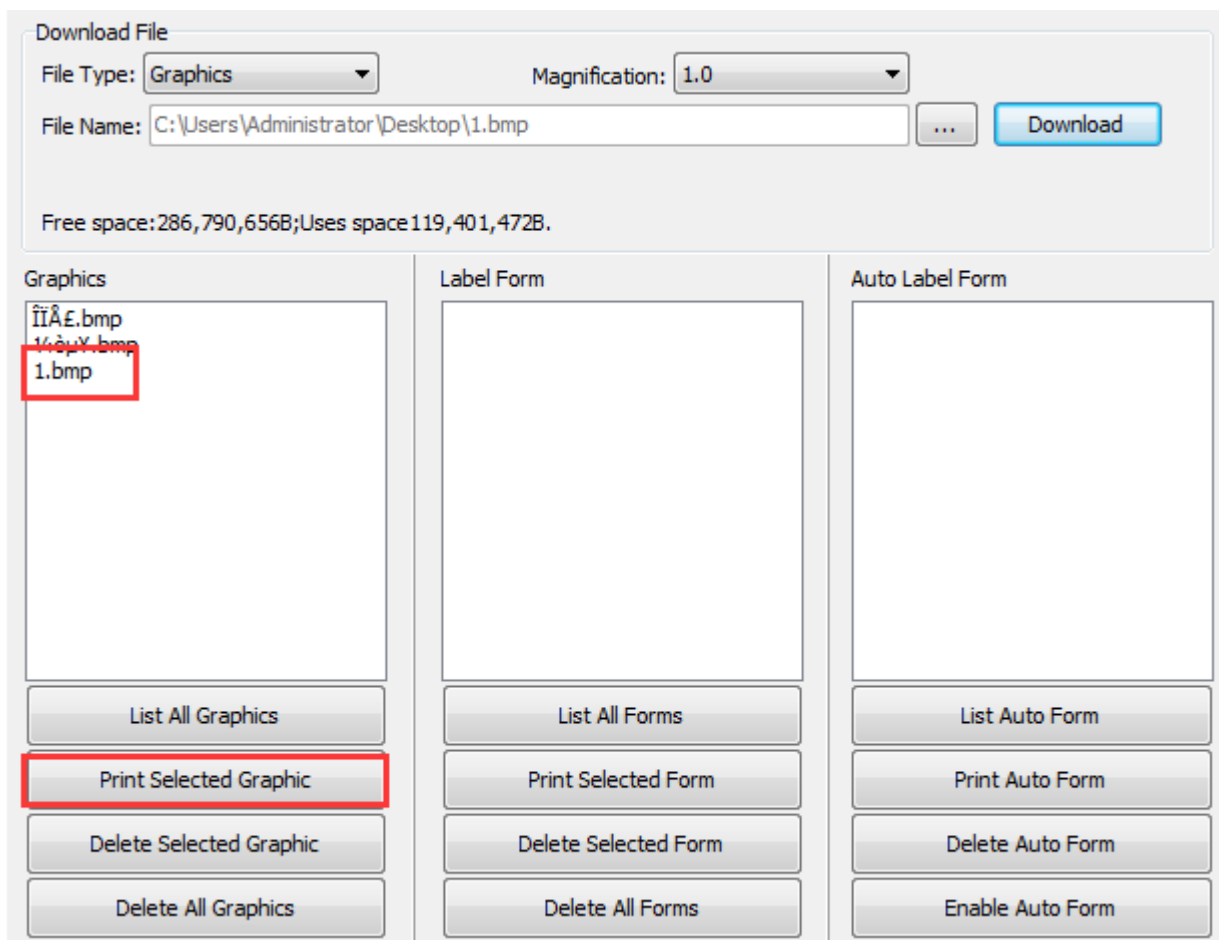 Download File
File Type: Graphics Magnification: 1.0
File Name: C:\Users\Administrator\Desktop\1.bmp ... Download
Free space:286,790,656B;Uses space119,401,472B.
Graphics Label Form Auto Label Form
ÎÏÂ£.bmp
¼òµ¥.bmp
1.bmp
List All Graphics List All Forms List Auto Form
Print Selected Graphic Print Selected Form Print Auto Form
Delete Selected Graphic Delete Selected Form Delete Auto Form
Delete All Graphics Delete All Forms Enable Auto Form